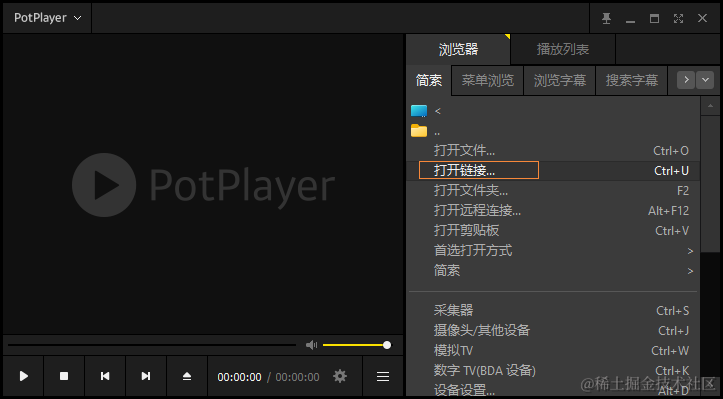 PotPlayer
浏览器 播放列表
简索 菜单浏览 浏览字幕 搜索字幕
<
..
打开文件... Ctrl+O
打开链接... Ctrl+U
打开文件夹... F2
打开远程连接... Alt+F12
打开剪贴板 Ctrl+V
首选打开方式 >
简索 >
采集器 Ctrl+S
摄像头/其他设备 Ctrl+J
模拟TV Ctrl+W
数字 TV(BDA 设备) Ctrl+K
设备设置... Alt+D
PotPlayer
00:00:00 / 00:00:00
@稀土掘金技术社区